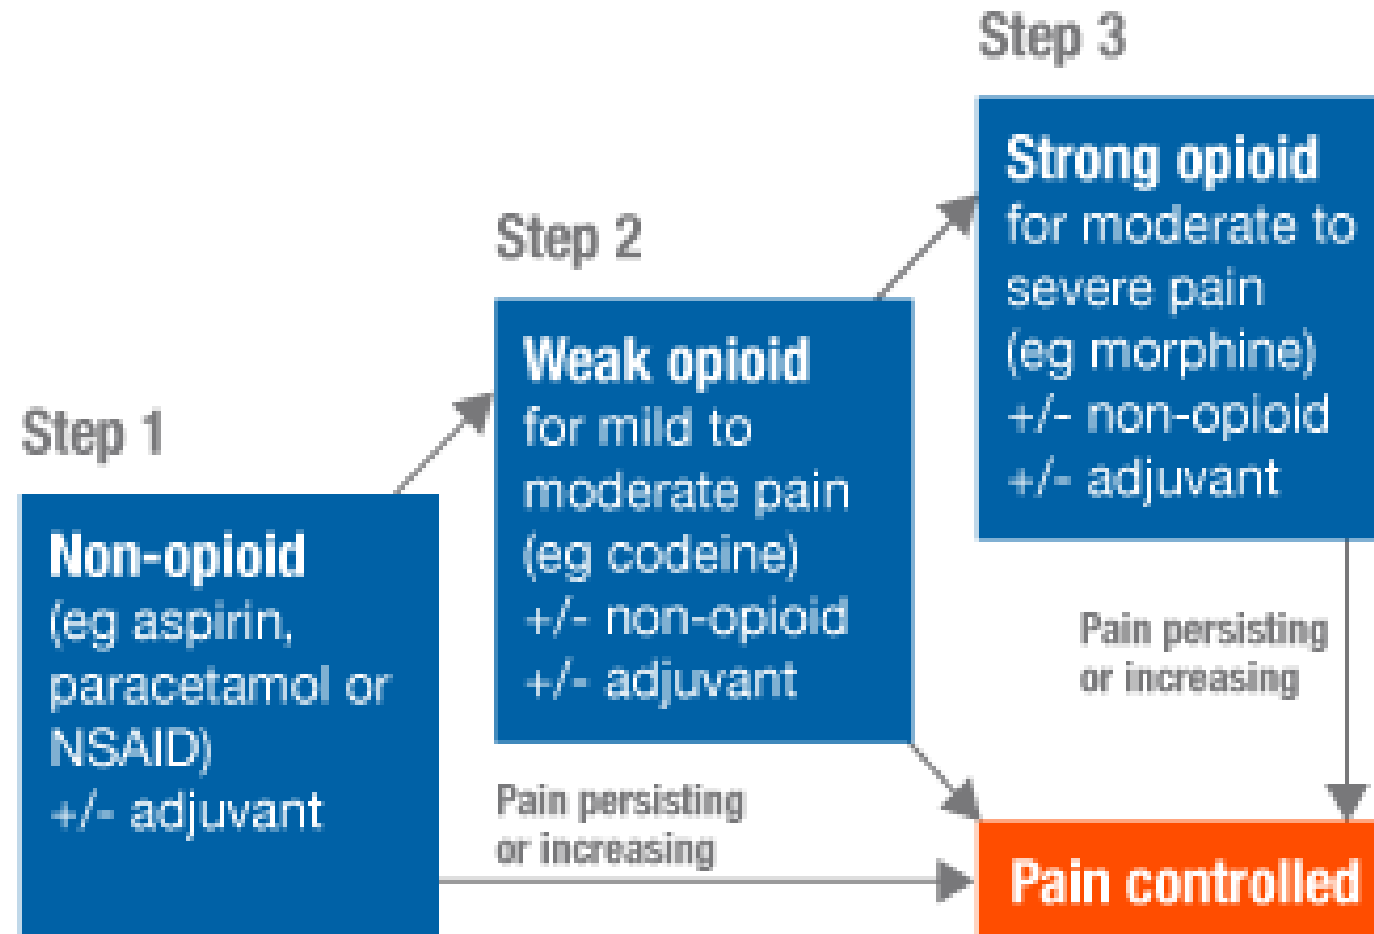 Step 1
Non-opioid
(eg aspirin,
paracetamol or
NSAID)
+/- adjuvant
Step 2
Weak opioid
for mild to
moderate pain
(eg codeine)
+/- non-opioid
+/- adjuvant
Step 3
Strong opioid
for moderate to
severe pain
(eg morphine)
+/- non-opioid
+/- adjuvant
Pain persisting
or increasing
Pain persisting
or increasing
Pain controlled